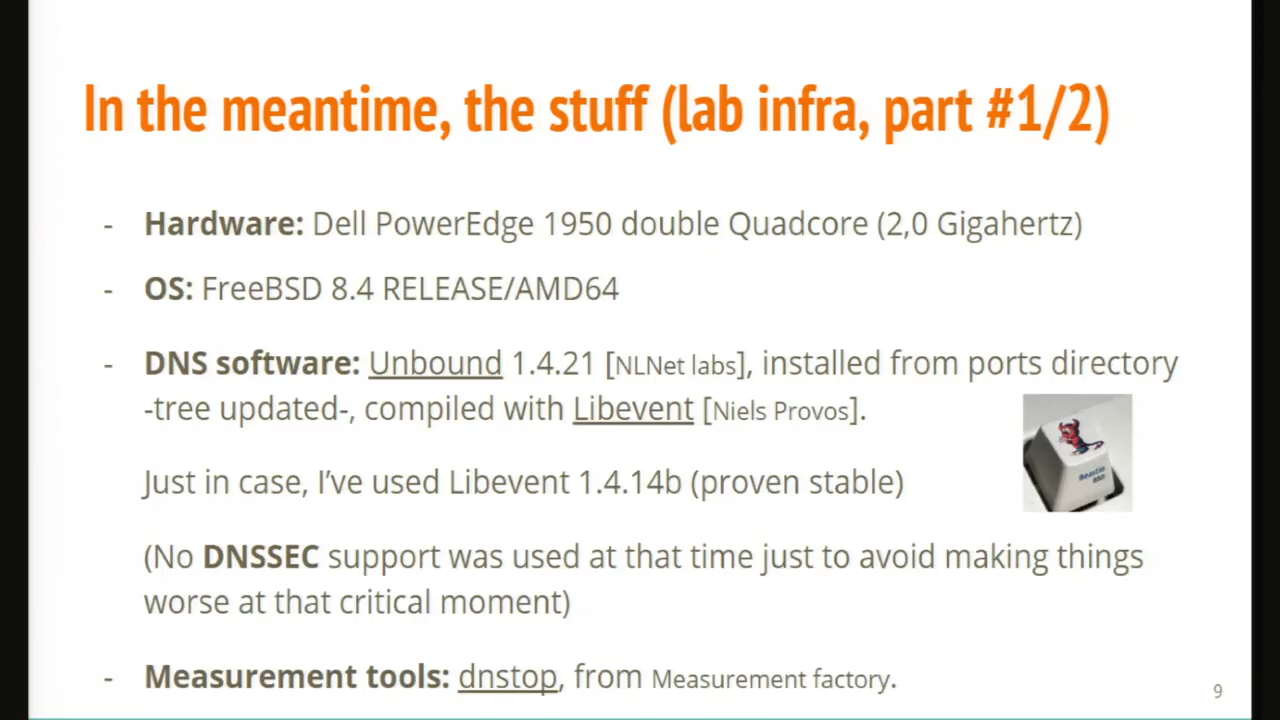 In the meantime, the stuff (lab infra, part #1/2)
- Hardware: Dell PowerEdge 1950 double Quadcore (2,0 Gigahertz)
- OS: FreeBSD 8.4 RELEASE/AMD64
- DNS software: Unbound 1.4.21 [NLNet labs], installed from ports directory
-tree updated-, compiled with Libevent [Niels Provos].
Just in case, I've used Libevent 1.4.14b (proven stable)
Beastie
(No DNSSEC support was used at that time just to avoid making things
worse at that critical moment)
- Measurement tools: dnstop, from Measurement factory.
9